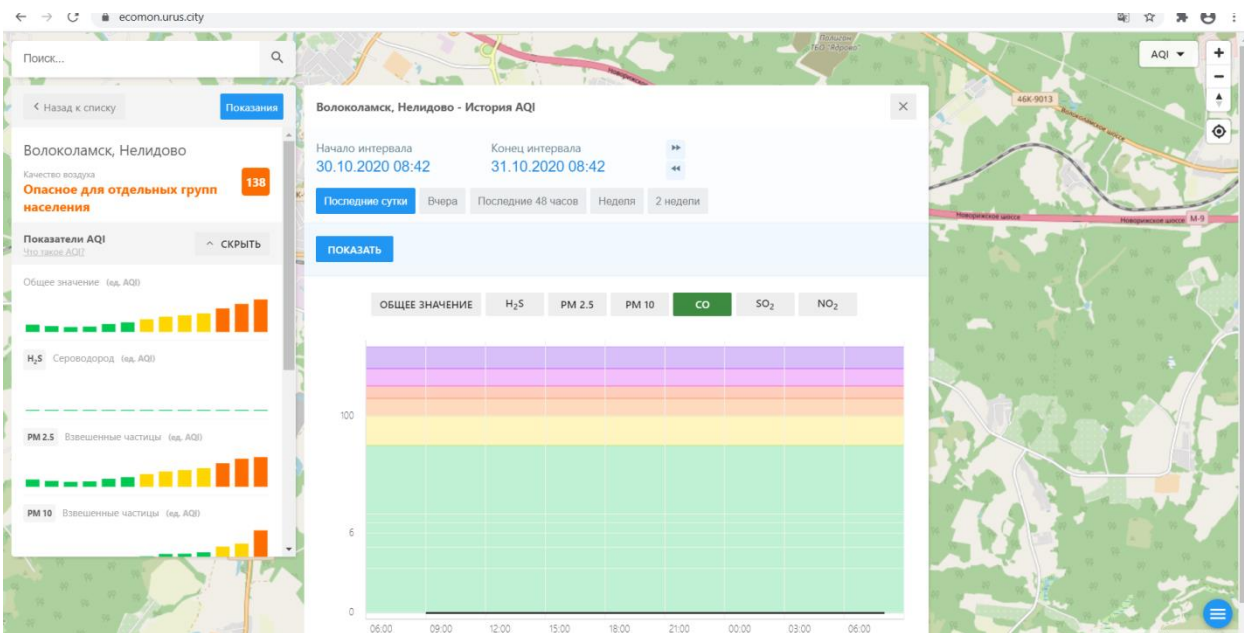 ecomon.urus.city
Поиск...
AQI
Назад к списку
Показания
Волоколамск, Нелидово
Качество воздуха
Опасное для отдельных групп
населения
138
Показатели AQI
Что такое AQI?
СКРЫТЬ
Общее значение (ед. AQI)
H₂S Сероводород (ед. AQI)
PM 2.5 Взвешенные частицы (ед. AQI)
PM 10 Взвешенные частицы (ед. AQI)
Волоколамск, Нелидово - История AQI
Начало интервала
30.10.2020 08:42
Конец интервала
31.10.2020 08:42
Последние сутки
Вчера
Последние 48 часов
Неделя
2 недели
ПОКАЗАТЬ
ОБЩЕЕ ЗНАЧЕНИЕ
H₂S
PM 2.5
PM 10
CO
SO₂
NO₂
100
6
0
06:00 09:00 12:00 15:00 18:00 21:00 00:00 03:00 06:00
46К-9013
Волоколамское шоссе
Новорижское шоссе
Новорижское шоссе
М-9